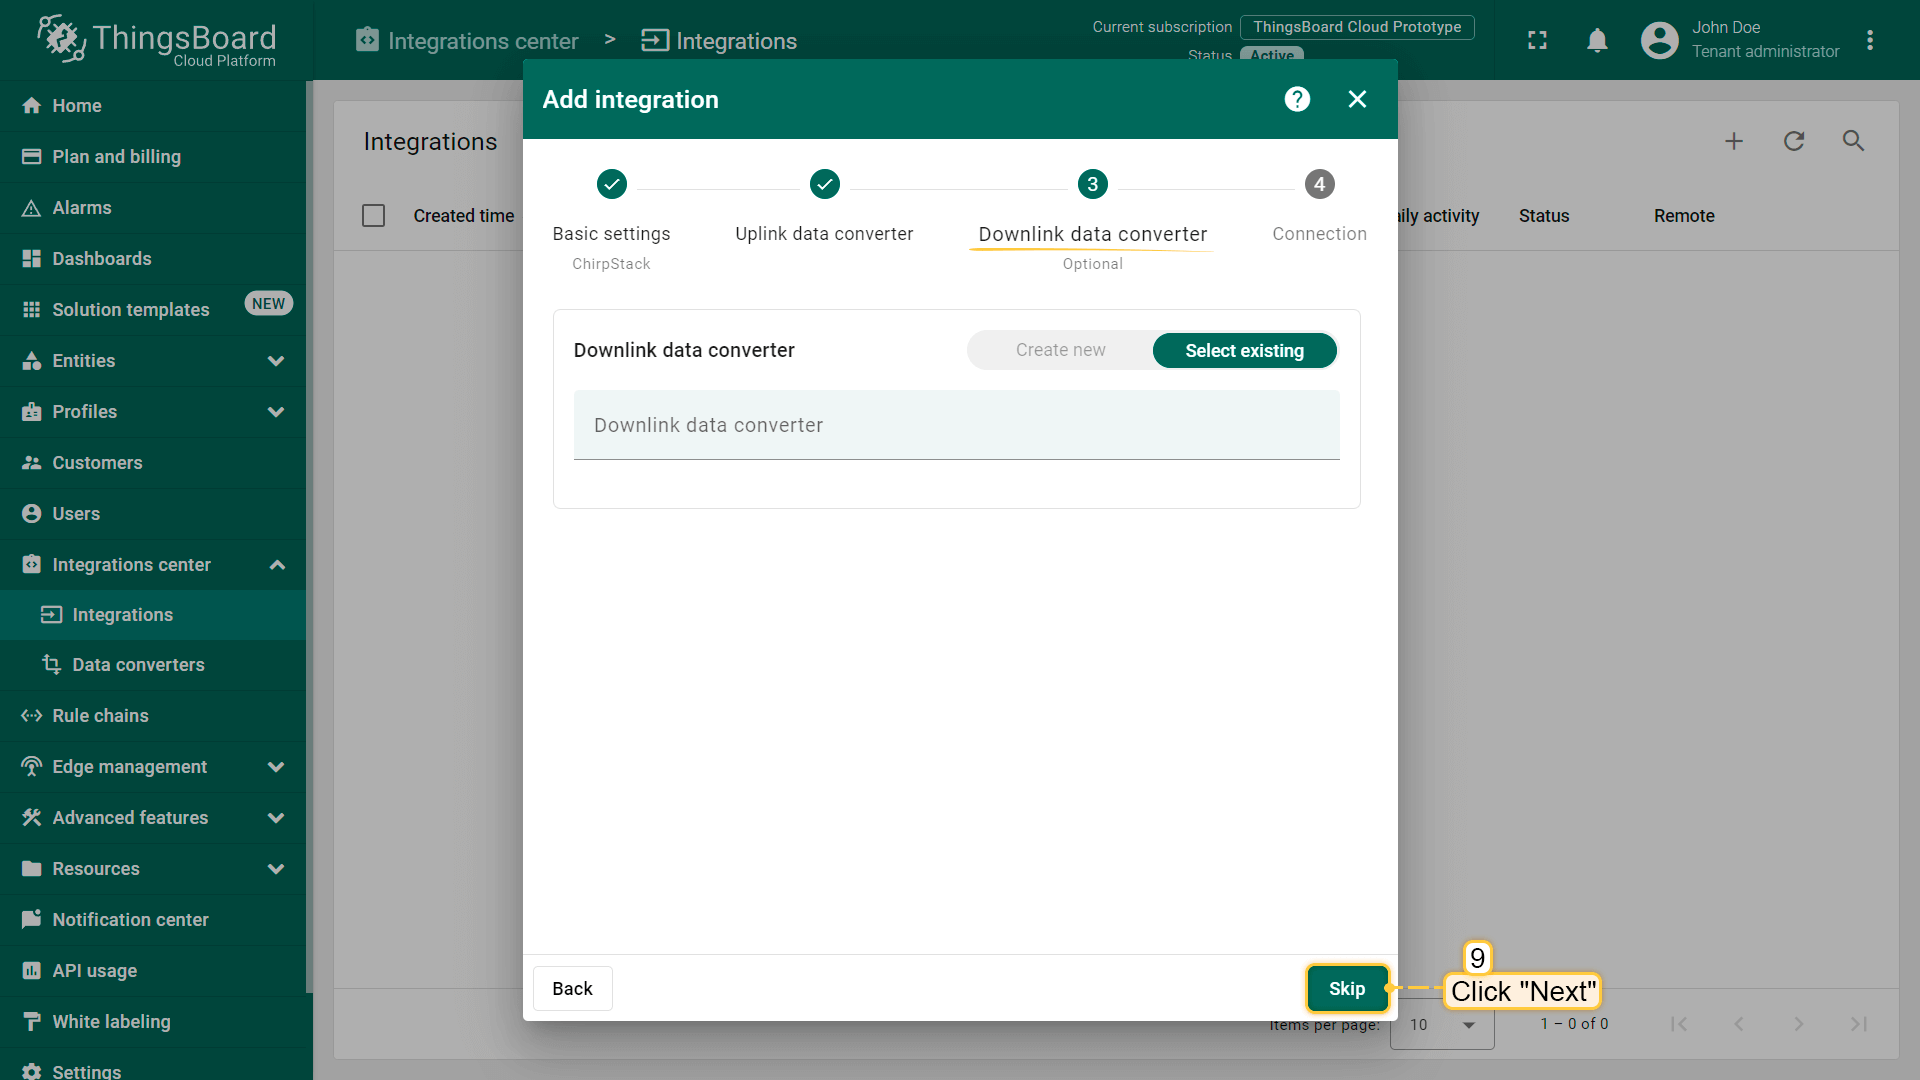 ThingsBoard
Cloud Platform
Integrations center > Integrations
Current subscription ThingsBoard Cloud Prototype
Status Active
John Doe
Tenant administrator
Home
Plan and billing
Alarms
Dashboards
Solution templates NEW
Entities
Profiles
Customers
Users
Integrations center
Integrations
Data converters
Rule chains
Edge management
Advanced features
Resources
Notification center
API usage
White labeling
Settings
Integrations
Created time
ily activity Status Remote
Add integration
?
3 4
Basic settings Uplink data converter Downlink data converter Connection
ChirpStack Optional
Downlink data converter Create new Select existing
Downlink data converter
Back Skip
9
Click "Next"
Items per page: 10 1 – 0 of 0